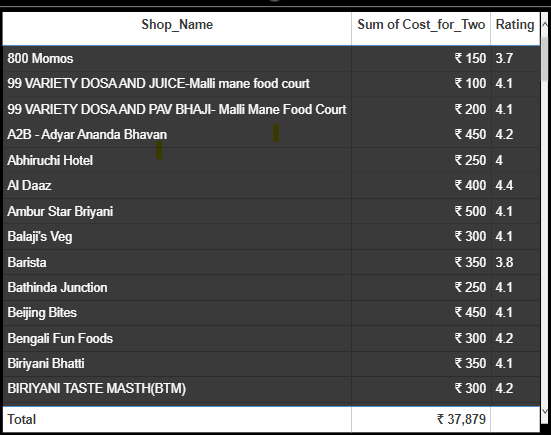 Shop_Name Sum of Cost_for_Two Rating
800 Momos ₹ 150 3.7
99 VARIETY DOSA AND JUICE-Malli mane food court ₹ 100 4.1
99 VARIETY DOSA AND PAV BHAJI- Malli Mane Food Court ₹ 200 4.1
A2B - Adyar Ananda Bhavan ₹ 450 4.2
Abhiruchi Hotel ₹ 250 4
Al Daaz ₹ 400 4.4
Ambur Star Briyani ₹ 500 4.1
Balaji's Veg ₹ 300 4.1
Barista ₹ 350 3.8
Bathinda Junction ₹ 250 4.1
Beijing Bites ₹ 450 4.1
Bengali Fun Foods ₹ 300 4.2
Biriyani Bhatti ₹ 350 4.1
BIRIYANI TASTE MASTH(BTM) ₹ 300 4.2
Total ₹ 37,879